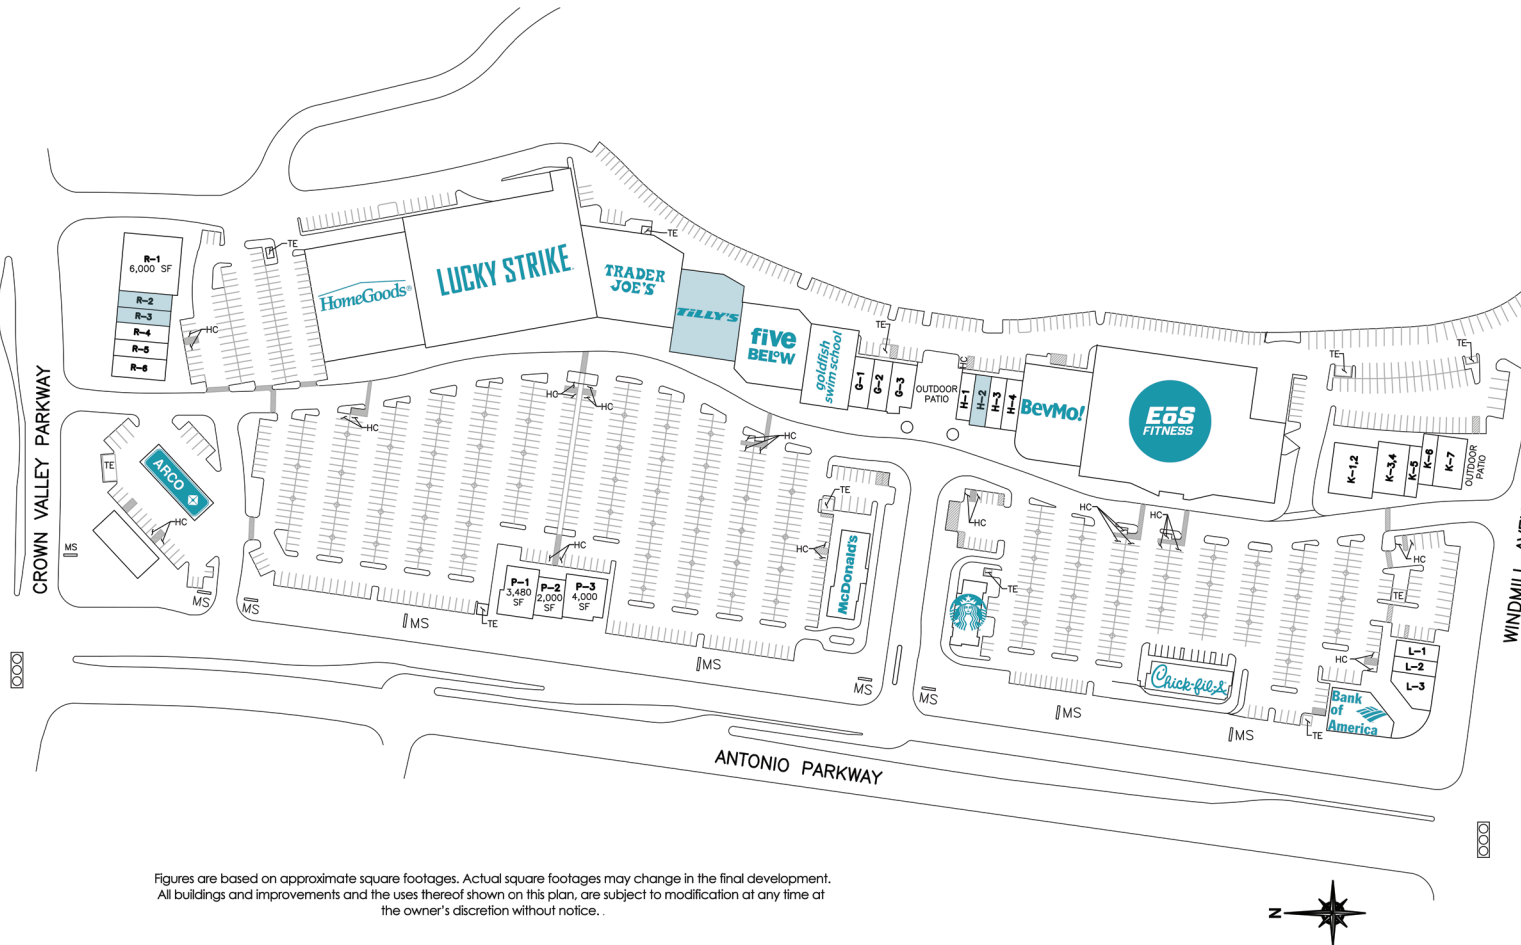 CROWN VALLEY PARKWAY
R-1
6,000 SF
R-2
R-3
R-4
R-5
R-6
HC
TE
HomeGoods®
LUCKY STRIKE
TRADER
JOE'S
TE
TiLLY'S
five
BELOW
goldfish
swim school
TE
G-1
G-2
G-3
OUTDOOR
PATIO
HC
H-1
H-2
H-3
H-4
BevMo!
EōS
FITNESS
TE
TE
K-1,2
K-3,4
K-5
K-6
K-7
OUTDOOR
PATIO
ARCO
TE
HC
MS
MS
MS
HC
HC
HC
HC
HC
P-1
3,480
SF
P-2
2,000
SF
P-3
4,000
SF
TE
MS
TE
HC
McDonald's
MS
MS
HC
TE
MS
HC
HC
Chick-fil-A
MS
MS
HC
TE
HC
L-1
L-2
L-3
Bank
of
America
TE
WINDMILL
ANTONIO PARKWAY
Figures are based on approximate square footages. Actual square footages may change in the final development.
All buildings and improvements and the uses thereof shown on this plan, are subject to modification at any time at
the owner's discretion without notice. .
N